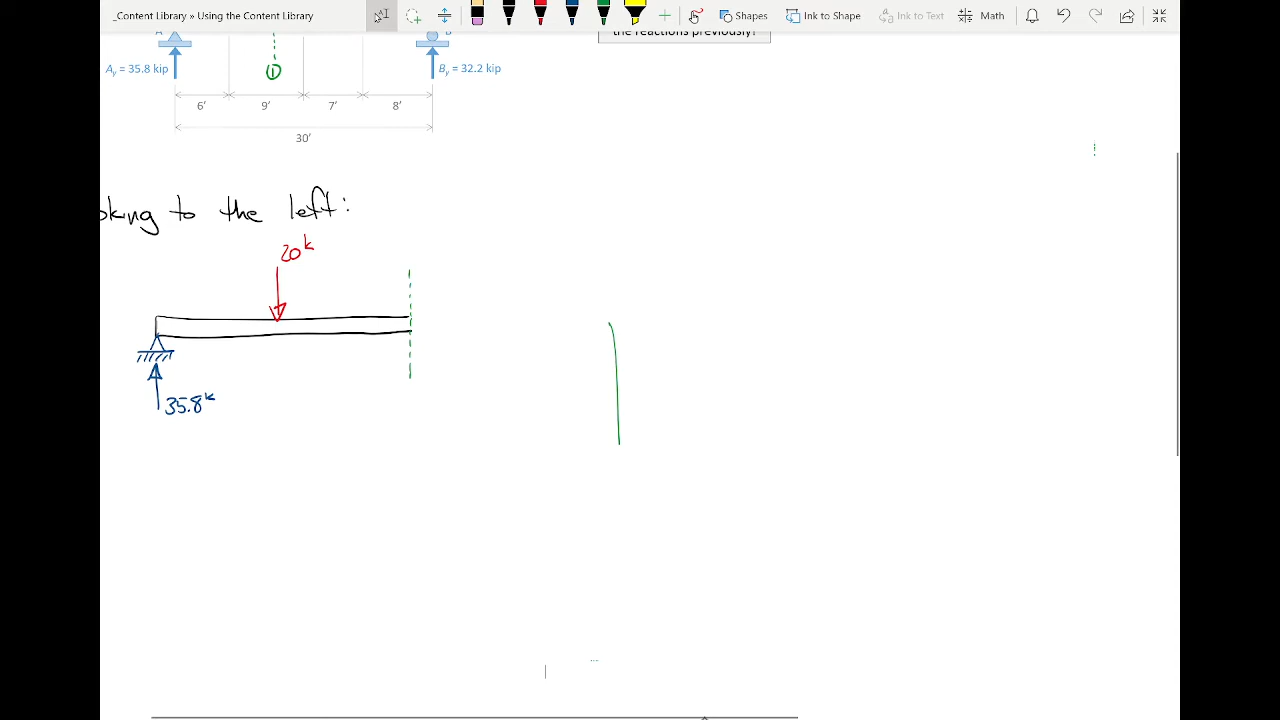 _Content Library » Using the Content Library
Shapes
Ink to Shape
Ink to Text
Math
the reactions previously?
A
B
①
Ay = 35.8 kip
By = 32.2 kip
6’
9’
7’
8’
30’
oking to the left:
20k
35.8k